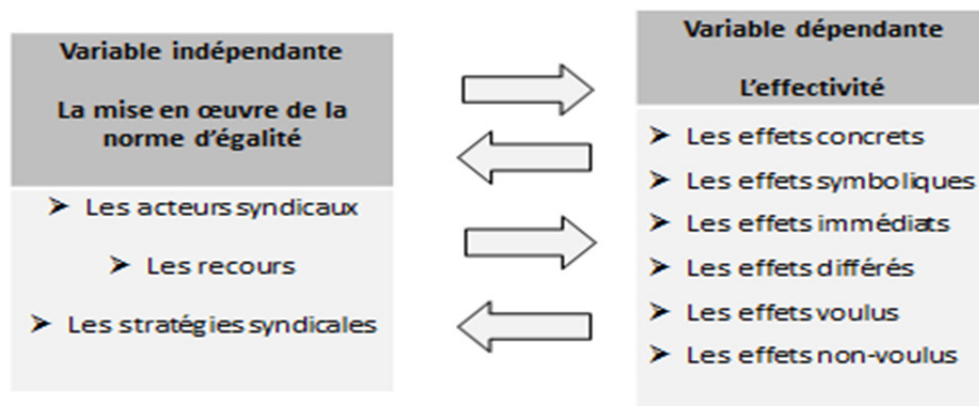 Variable indépendante
La mise en œuvre de la
norme d'égalité
➢ Les acteurs syndicaux
➢ Les recours
➢ Les stratégies syndicales
Variable dépendante
L'effectivité
➢ Les effets concrets
➢ Les effets symboliques
➢ Les effets immédiats
➢ Les effets différés
➢ Les effets voulus
➢ Les effets non-voulus